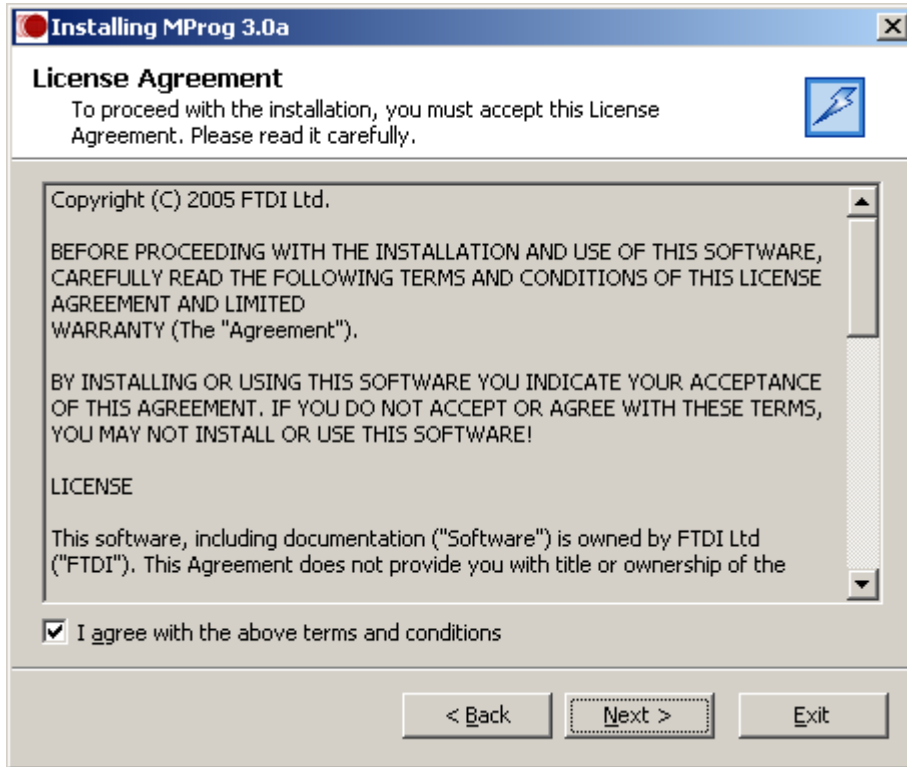 Installing MProg 3.0a
License Agreement
To proceed with the installation, you must accept this License
Agreement. Please read it carefully.
Copyright (C) 2005 FTDI Ltd.
BEFORE PROCEEDING WITH THE INSTALLATION AND USE OF THIS SOFTWARE,
CAREFULLY READ THE FOLLOWING TERMS AND CONDITIONS OF THIS LICENSE
AGREEMENT AND LIMITED
WARRANTY (The "Agreement").
BY INSTALLING OR USING THIS SOFTWARE YOU INDICATE YOUR ACCEPTANCE
OF THIS AGREEMENT. IF YOU DO NOT ACCEPT OR AGREE WITH THESE TERMS,
YOU MAY NOT INSTALL OR USE THIS SOFTWARE!
LICENSE
This software, including documentation ("Software") is owned by FTDI Ltd
("FTDI"). This Agreement does not provide you with title or ownership of the
I agree with the above terms and conditions
< Back
Next >
Exit